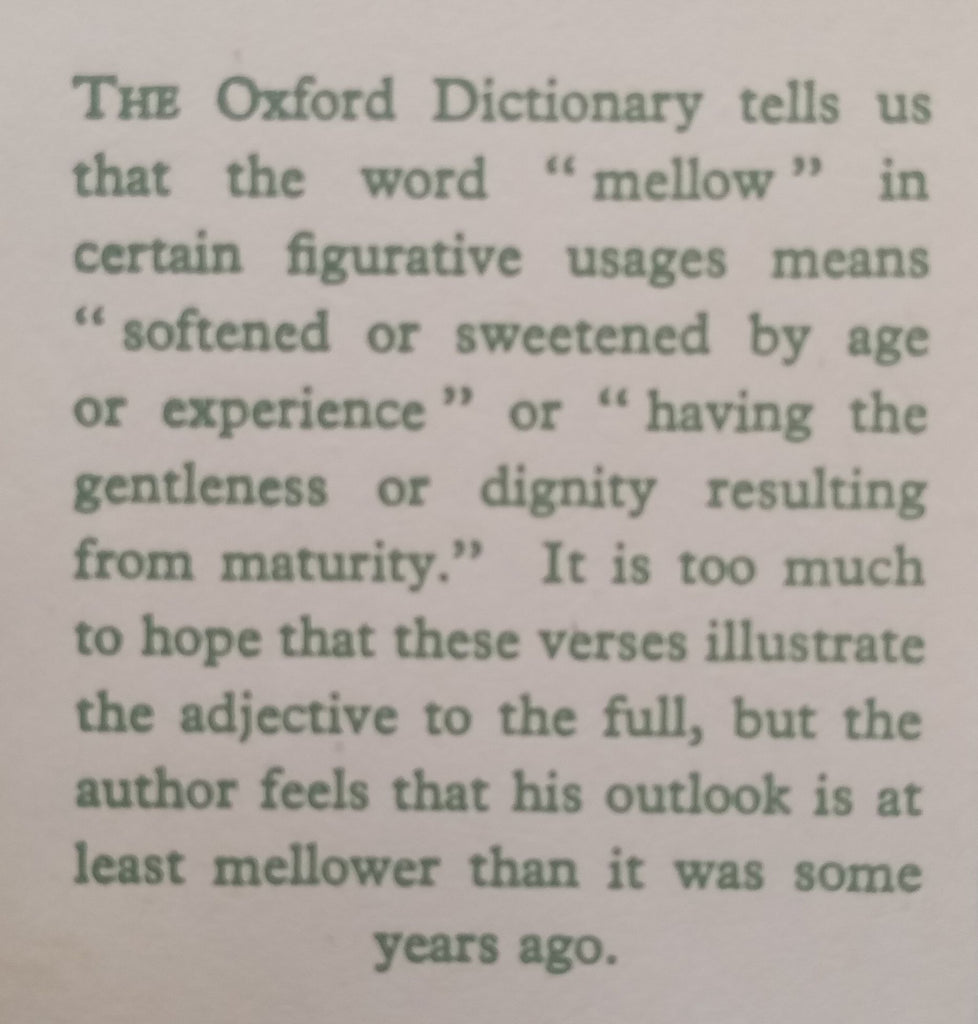 THE Oxford Dictionary tells us
that the word “ mellow ” in
certain figurative usages means
“ softened or sweetened by age
or experience ” or “ having the
gentleness or dignity resulting
from maturity.” It is too much
to hope that these verses illustrate
the adjective to the full, but the
author feels that his outlook is at
least mellower than it was some
years ago.